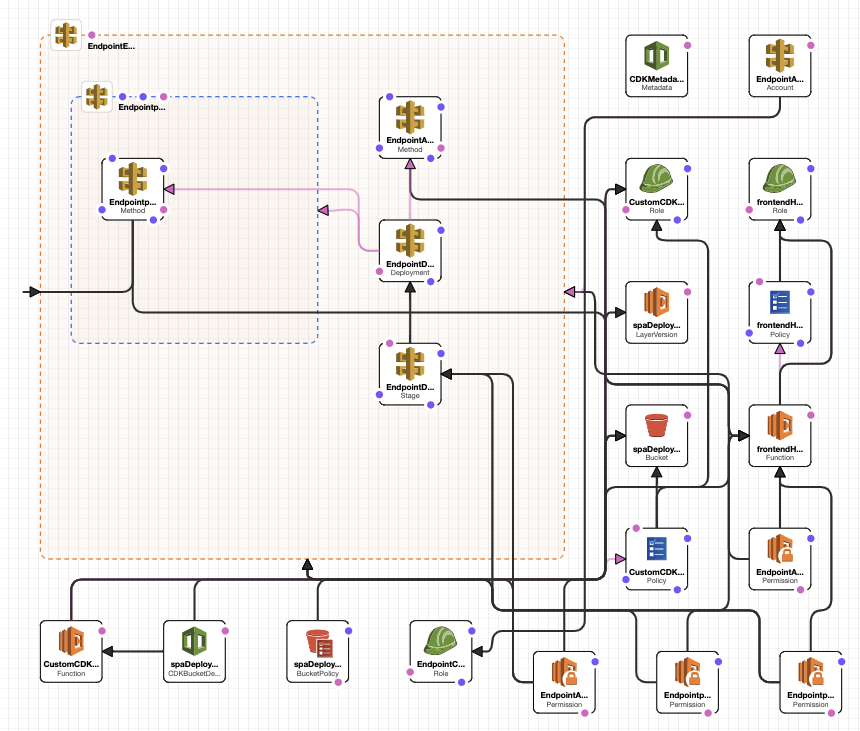 EndpointE...
CDKMetada...
Metadata
EndpointA...
Account
Endpointp...
EndpointA...
Method
Endpointp...
Method
CustomCDK...
Role
frontendH...
Role
EndpointD...
Deployment
spaDeploy...
LayerVersion
frontendH...
Policy
EndpointD...
Stage
spaDeploy...
Bucket
frontendH...
Function
CustomCDK...
Policy
EndpointA...
Permission
CustomCDK...
Function
spaDeploy...
CDKBucketDe...
spaDeploy...
BucketPolicy
EndpointC...
Role
EndpointA...
Permission
Endpointp...
Permission
Endpointp...
Permission